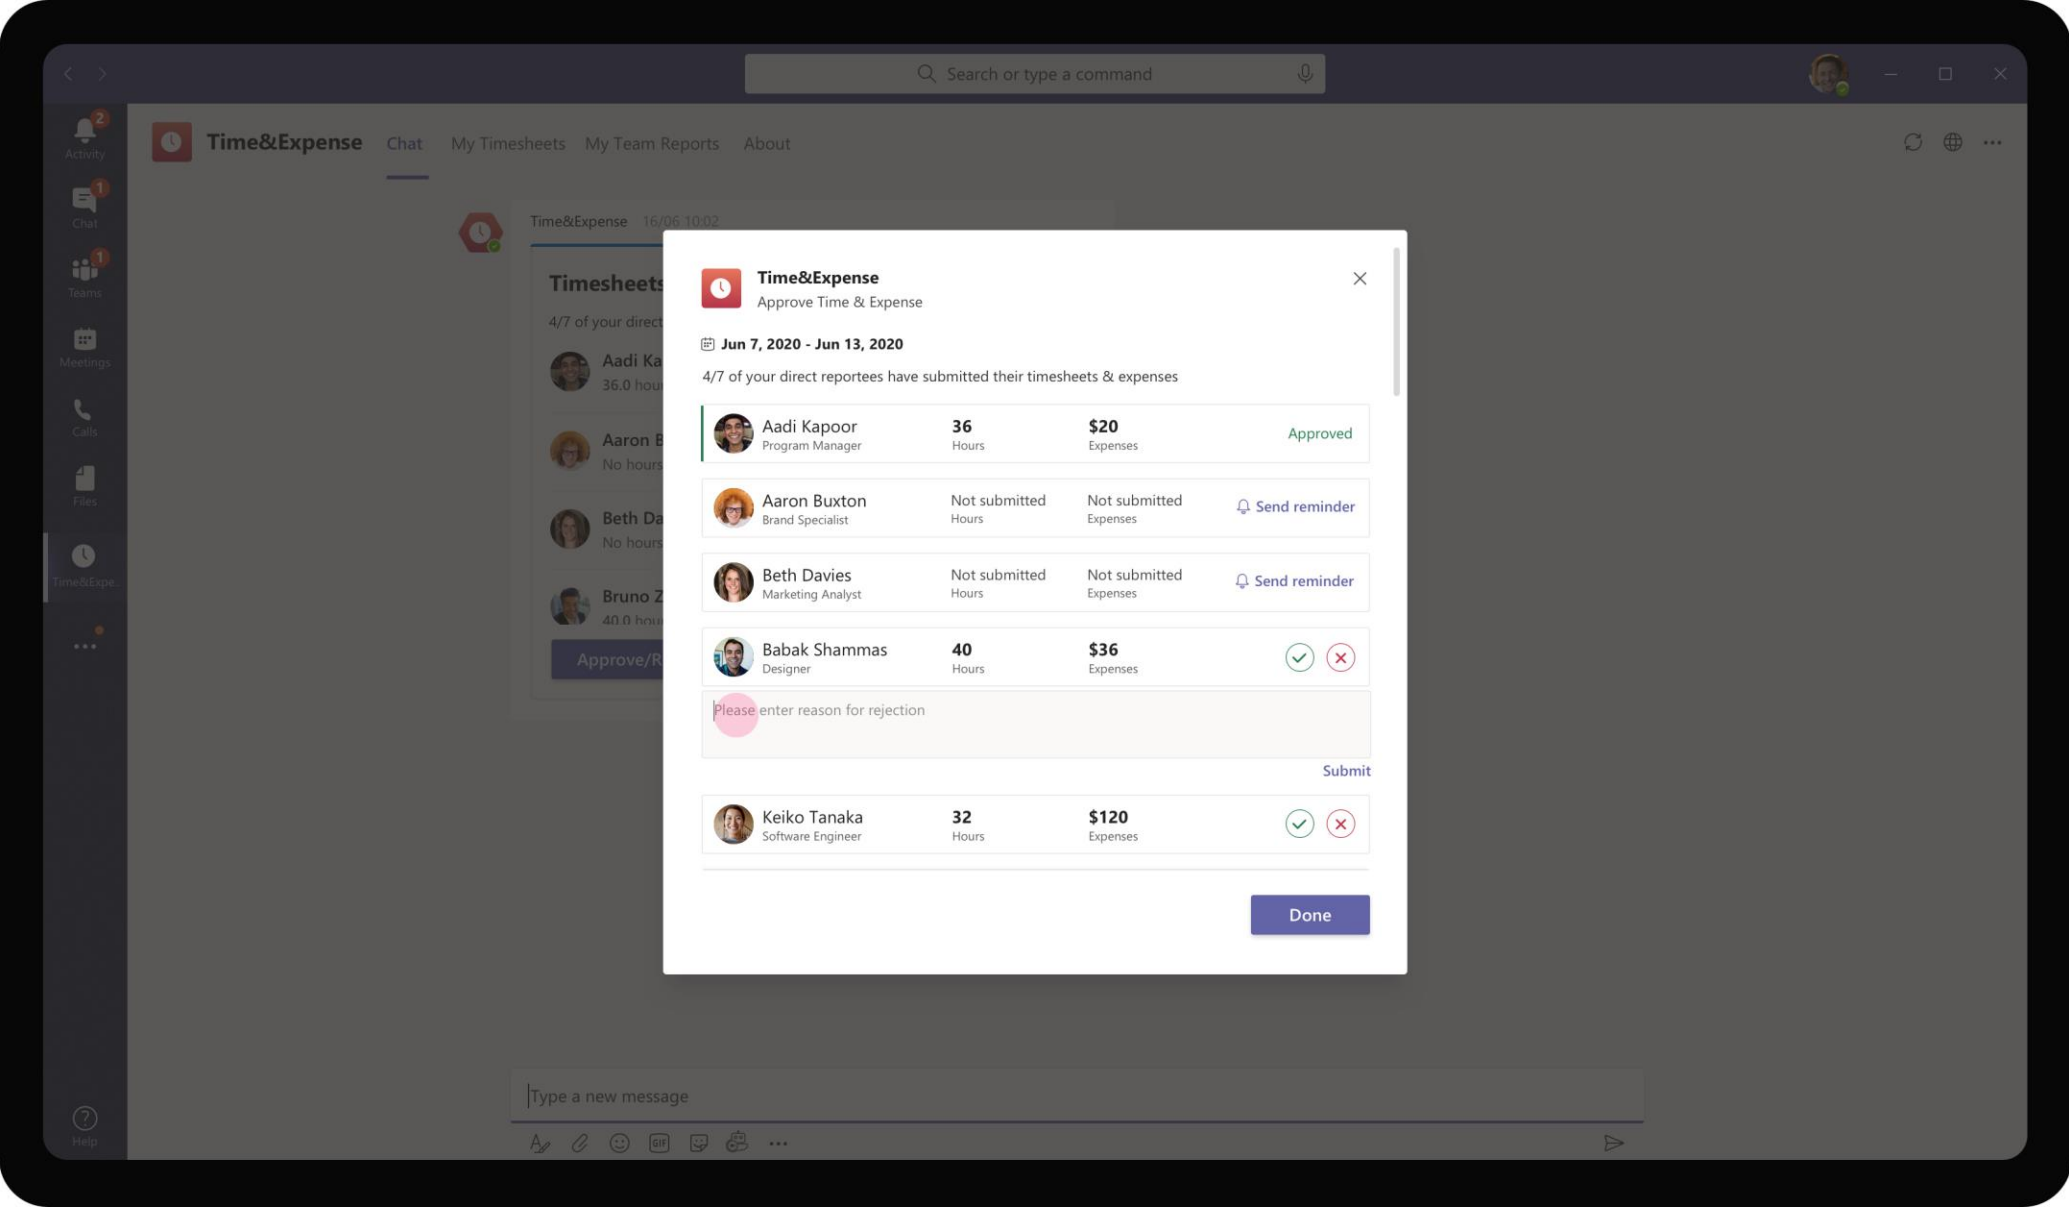 Search or type a command
2
Activity
1
Chat
1
Teams
Meetings
Calls
Files
Time&Expe...
Help
Time&Expense
Chat
My Timesheets
My Team Reports
About
Time&Expense 16/06 10:02
Timesheets
4/7 of your direct
Aadi Ka
36.0 hou
Aaron B
No hours
Beth Da
No hours
Bruno Z
40.0 hou
Approve/R
Time&Expense
Approve Time & Expense
Jun 7, 2020 - Jun 13, 2020
4/7 of your direct reportees have submitted their timesheets & expenses
Aadi Kapoor
Program Manager
36
Hours
$20
Expenses
Approved
Aaron Buxton
Brand Specialist
Not submitted
Hours
Not submitted
Expenses
Send reminder
Beth Davies
Marketing Analyst
Not submitted
Hours
Not submitted
Expenses
Send reminder
Babak Shammas
Designer
40
Hours
$36
Expenses
Please enter reason for rejection
Submit
Keiko Tanaka
Software Engineer
32
Hours
$120
Expenses
Done
Type a new message
GIF